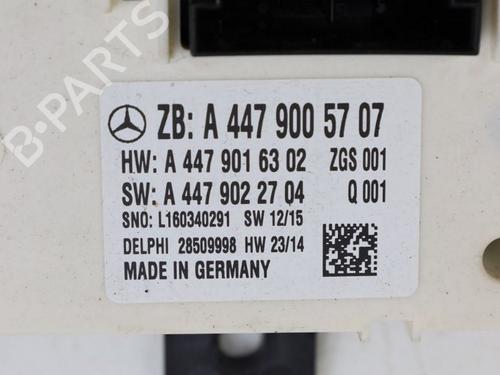 ZB: A 447 900 57 07
HW: A 447 901 63 02 ZGS 001
SW: A 447 902 27 04 Q 001
SNO: L160340291 SW 12/15
DELPHI 28509998 HW 23/14
MADE IN GERMANY
B-PARTS